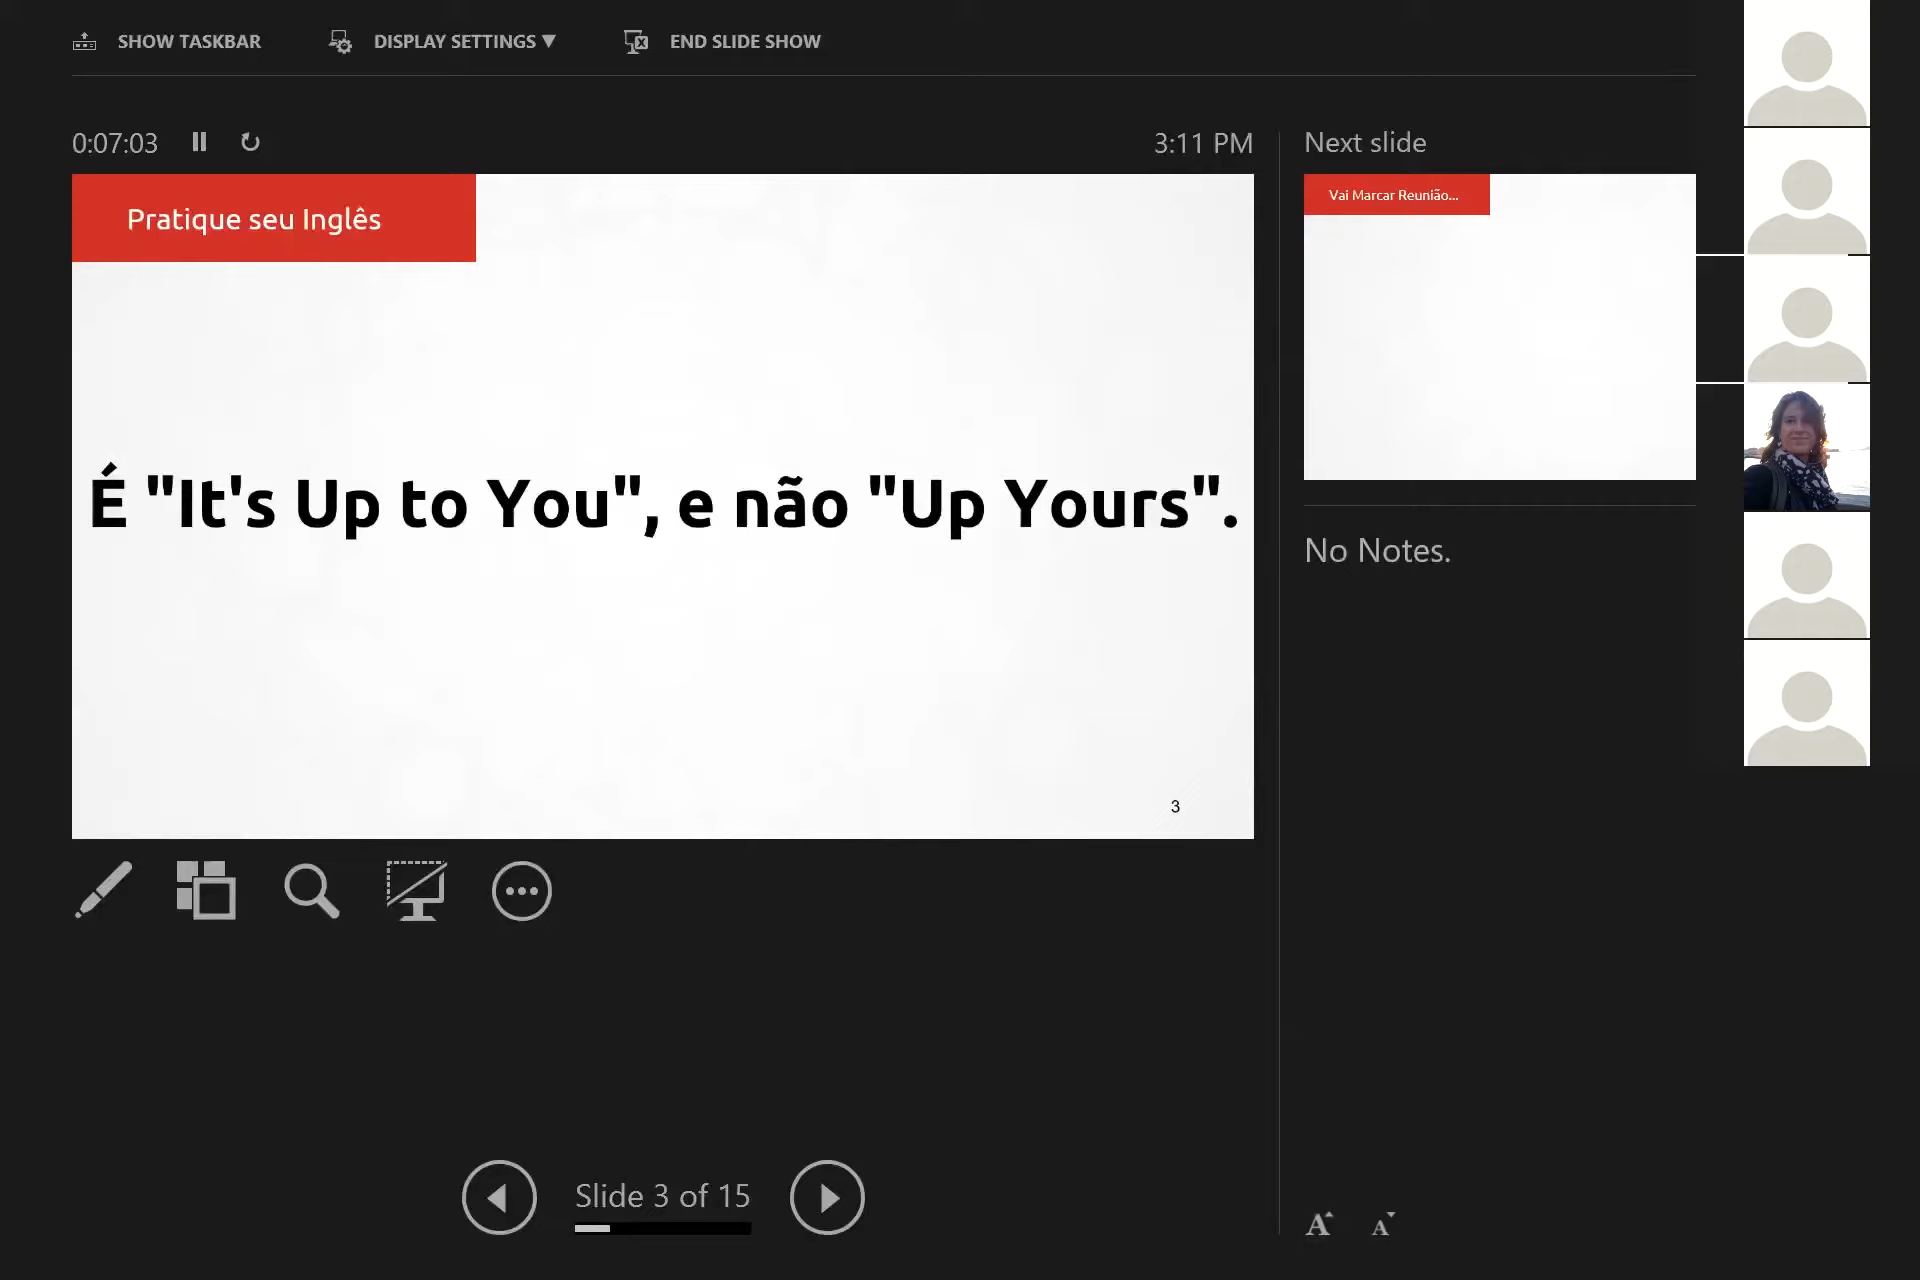 SHOW TASKBAR
DISPLAY SETTINGS ▼
END SLIDE SHOW
0:07:03
3:11 PM
Pratique seu Inglês
É "It's Up to You", e não "Up Yours".
3
Next slide
Vai Marcar Reunião...
No Notes.
Slide 3 of 15
A
A